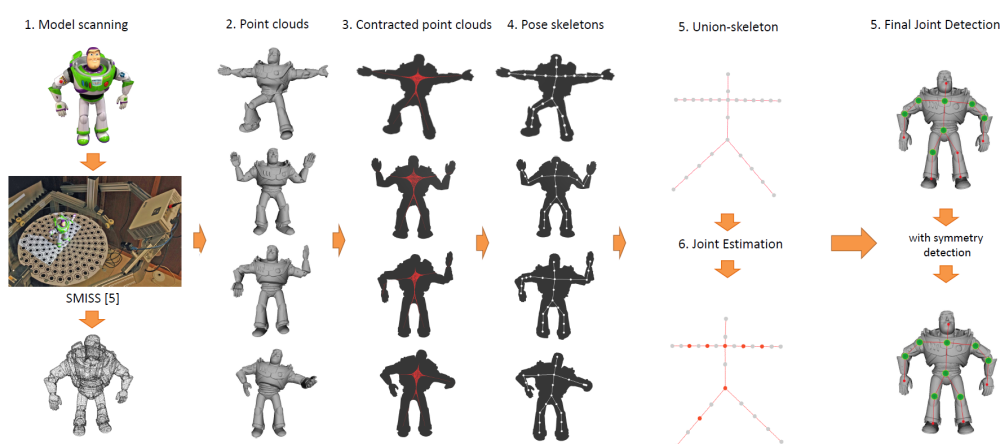 1. Model scanning
2. Point clouds
3. Contracted point clouds
4. Pose skeletons
5. Union-skeleton
5. Final Joint Detection
SMISS [5]
6. Joint Estimation
with symmetry
detection